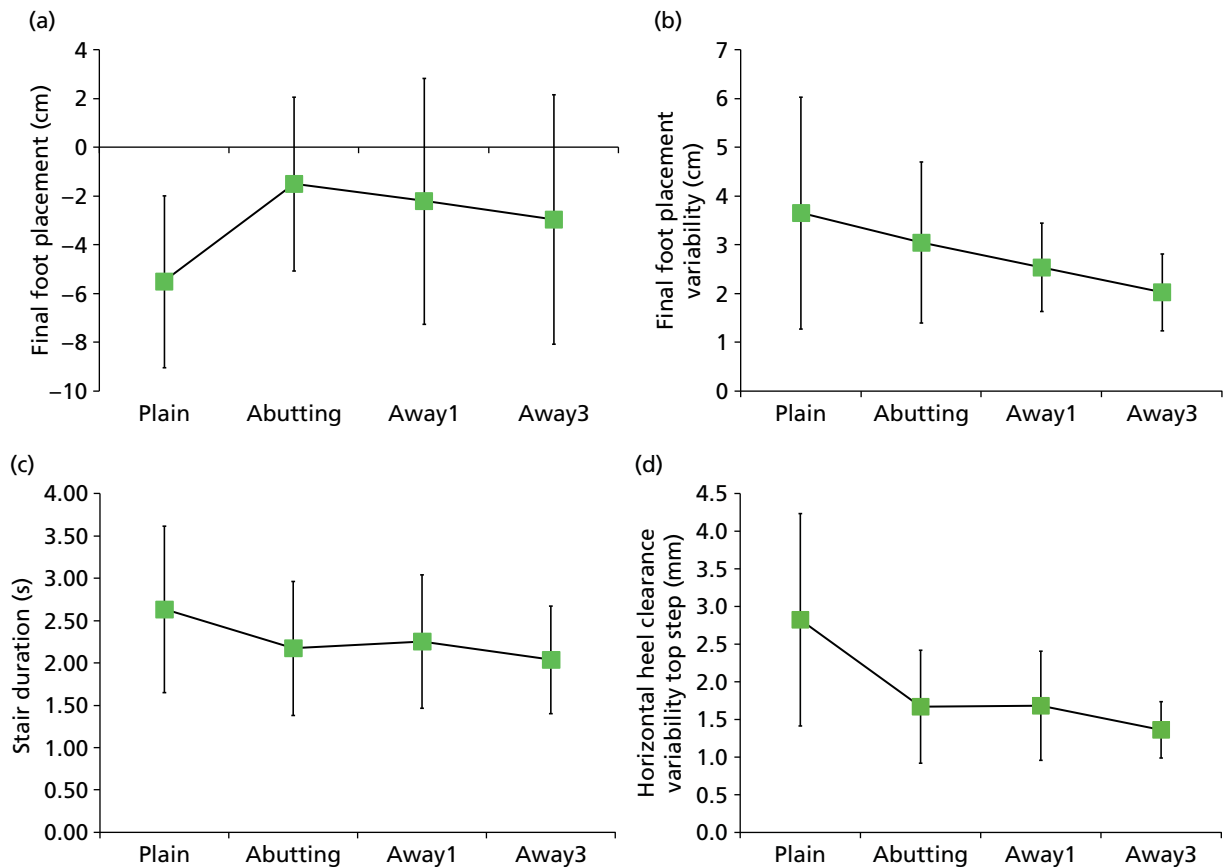 (a)
Final foot placement (cm)
4
2
0
−2
−4
−6
−8
−10
Plain Abutting Away1 Away3
(b)
Final foot placement
variability (cm)
7
6
5
4
3
2
1
0
Plain Abutting Away1 Away3
(c)
Stair duration (s)
4.00
3.50
3.00
2.50
2.00
1.50
1.00
0.50
0.00
Plain Abutting Away1 Away3
(d)
Horizontal heel clearance
variability top step (mm)
4.5
4.0
3.5
3.0
2.5
2.0
1.5
1.0
0.5
0.0
Plain Abutting Away1 Away3